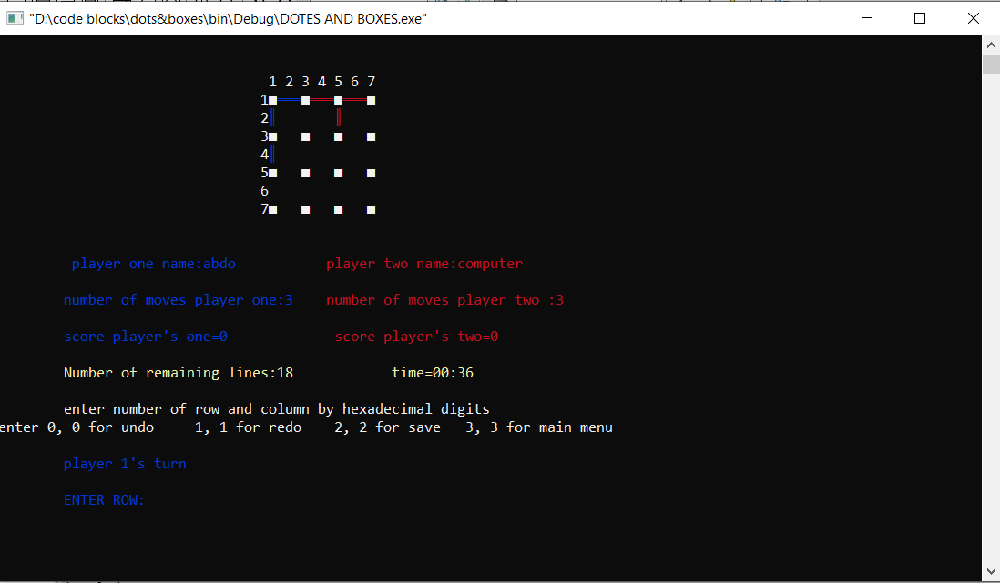 "D:\code blocks\dots&boxes\bin\Debug\DOTES AND BOXES.exe"
1 2 3 4 5 6 7
1
2
3
4
5
6
7
player one name:abdo player two name:computer
number of moves player one:3 number of moves player two :3
score player's one=0 score player's two=0
Number of remaining lines:18 time=00:36
enter number of row and column by hexadecimal digits
enter 0, 0 for undo 1, 1 for redo 2, 2 for save 3, 3 for main menu
player 1's turn
ENTER ROW: